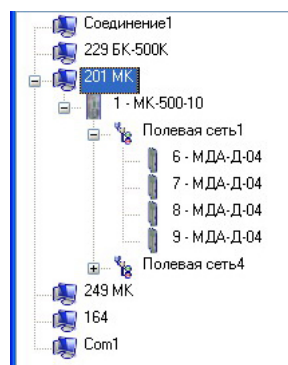 Соединение1
229 БК-500К
201 МК
1 - МК-500-10
Полевая сеть1
6 - МДА-Д-04
7 - МДА-Д-04
8 - МДА-Д-04
9 - МДА-Д-04
Полевая сеть4
249 МК
164
Com1